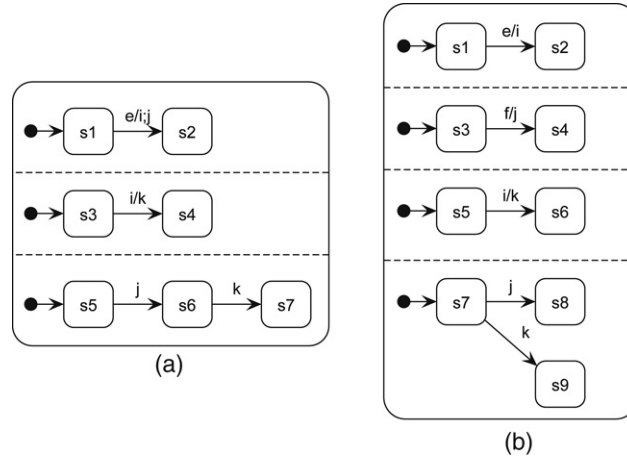 e/i;j
s1 s2
i/k
s3 s4
j k
s5 s6 s7
(a)
e/i
s1 s2
f/j
s3 s4
i/k
s5 s6
j
s7 s8
k
s9
(b)